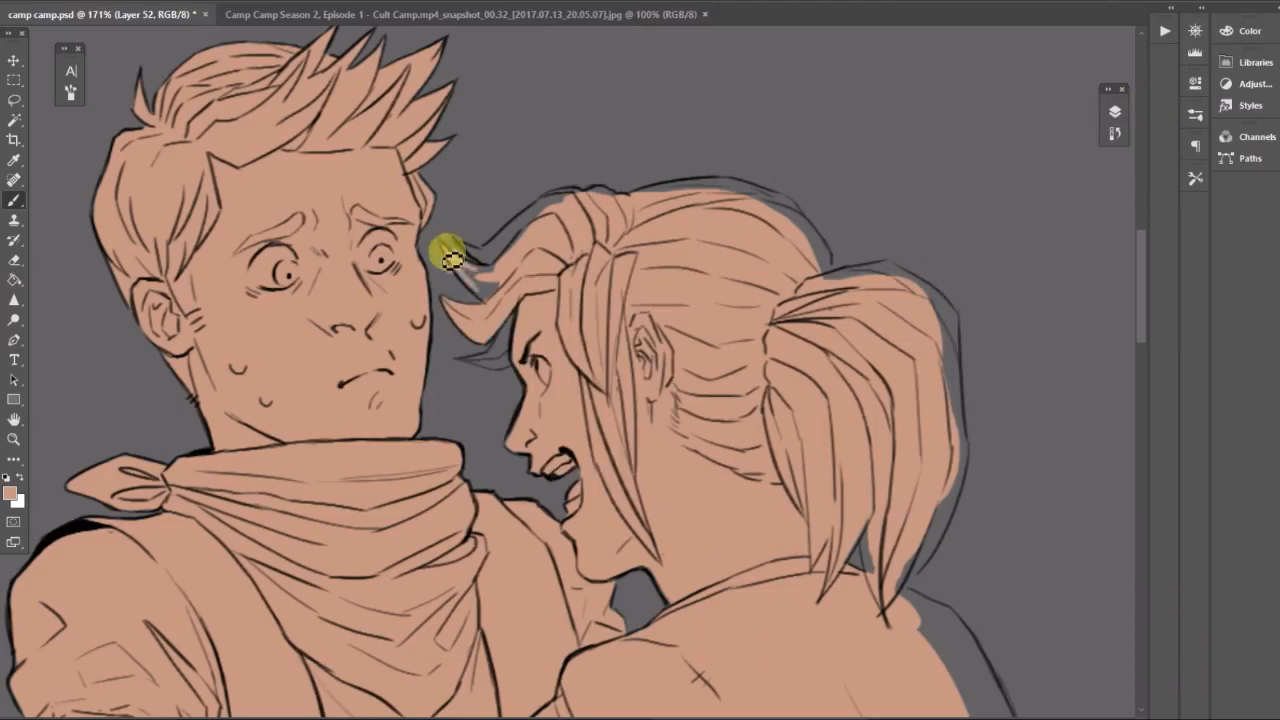 camp camp.psd @ 171% (Layer 52, RGB/8) * ×
Camp Camp Season 2, Episode 1 - Cult Camp.mp4_snapshot_00.32_[2017.07.13_20.05.07].jpg @ 100% (RGB/8) ×
A
T
Color
Libraries
Adjust...
Styles
Channels
Paths